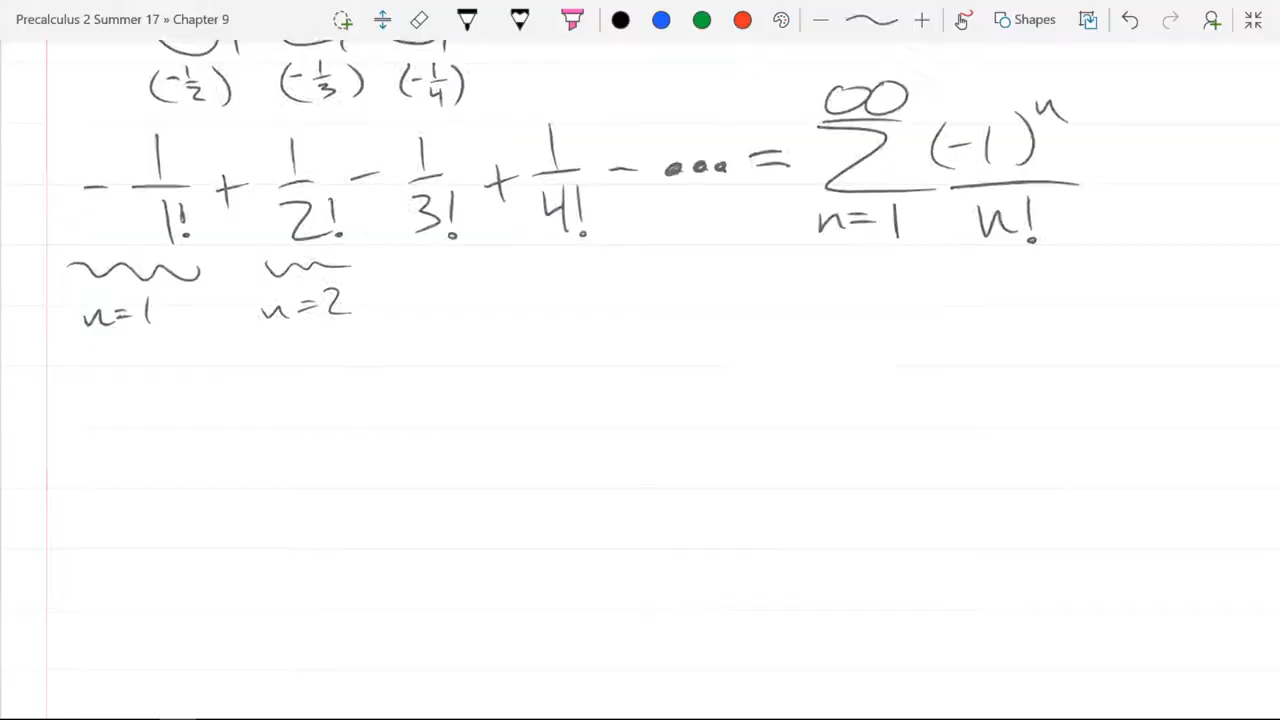 Precalculus 2 Summer 17 » Chapter 9
Shapes
(-1/2) (-1/3) (-1/4)
- 1/1! + 1/2! - 1/3! + 1/4! - ... = ∞ Σ n=1 (-1)^n / n!
n=1 n=2